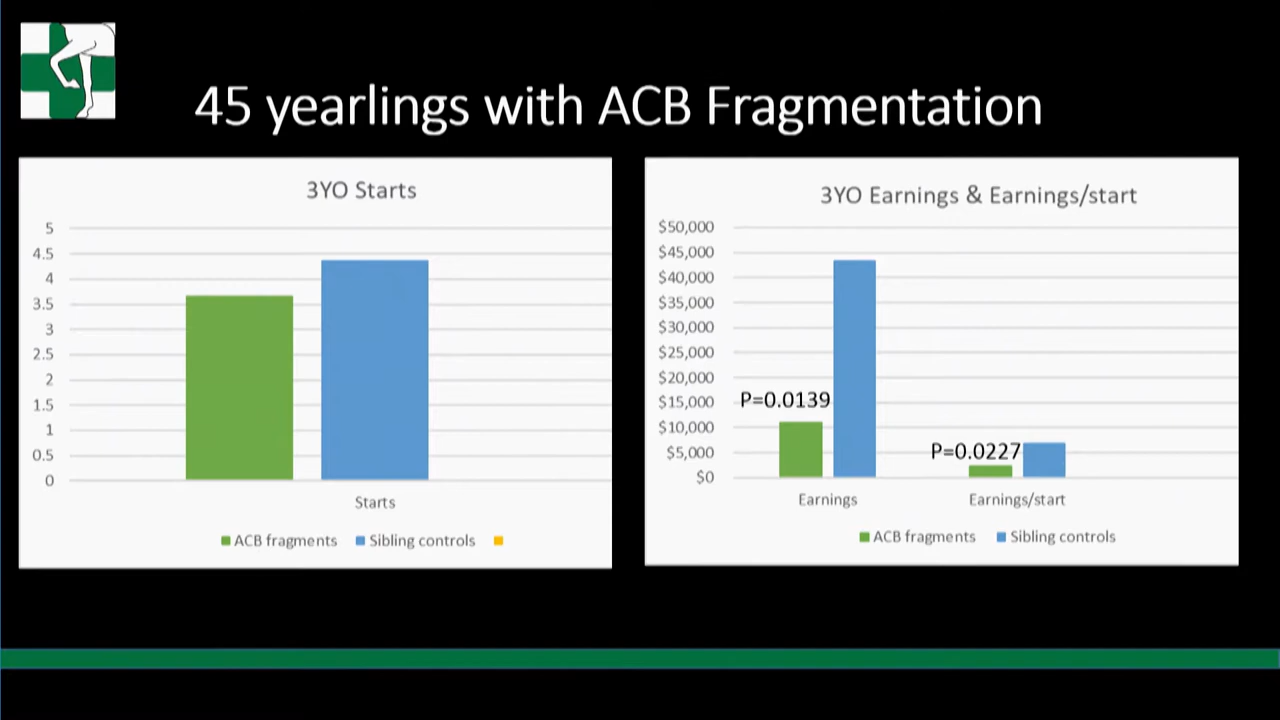 45 yearlings with ACB Fragmentation
3YO Starts
5
4.5
4
3.5
3
2.5
2
1.5
1
0.5
0
Starts
ACB fragments Sibling controls
3YO Earnings & Earnings/start
$50,000
$45,000
$40,000
$35,000
$30,000
$25,000
$20,000
$15,000
$10,000
$5,000
$0
P=0.0139
P=0.0227
Earnings Earnings/start
ACB fragments Sibling controls